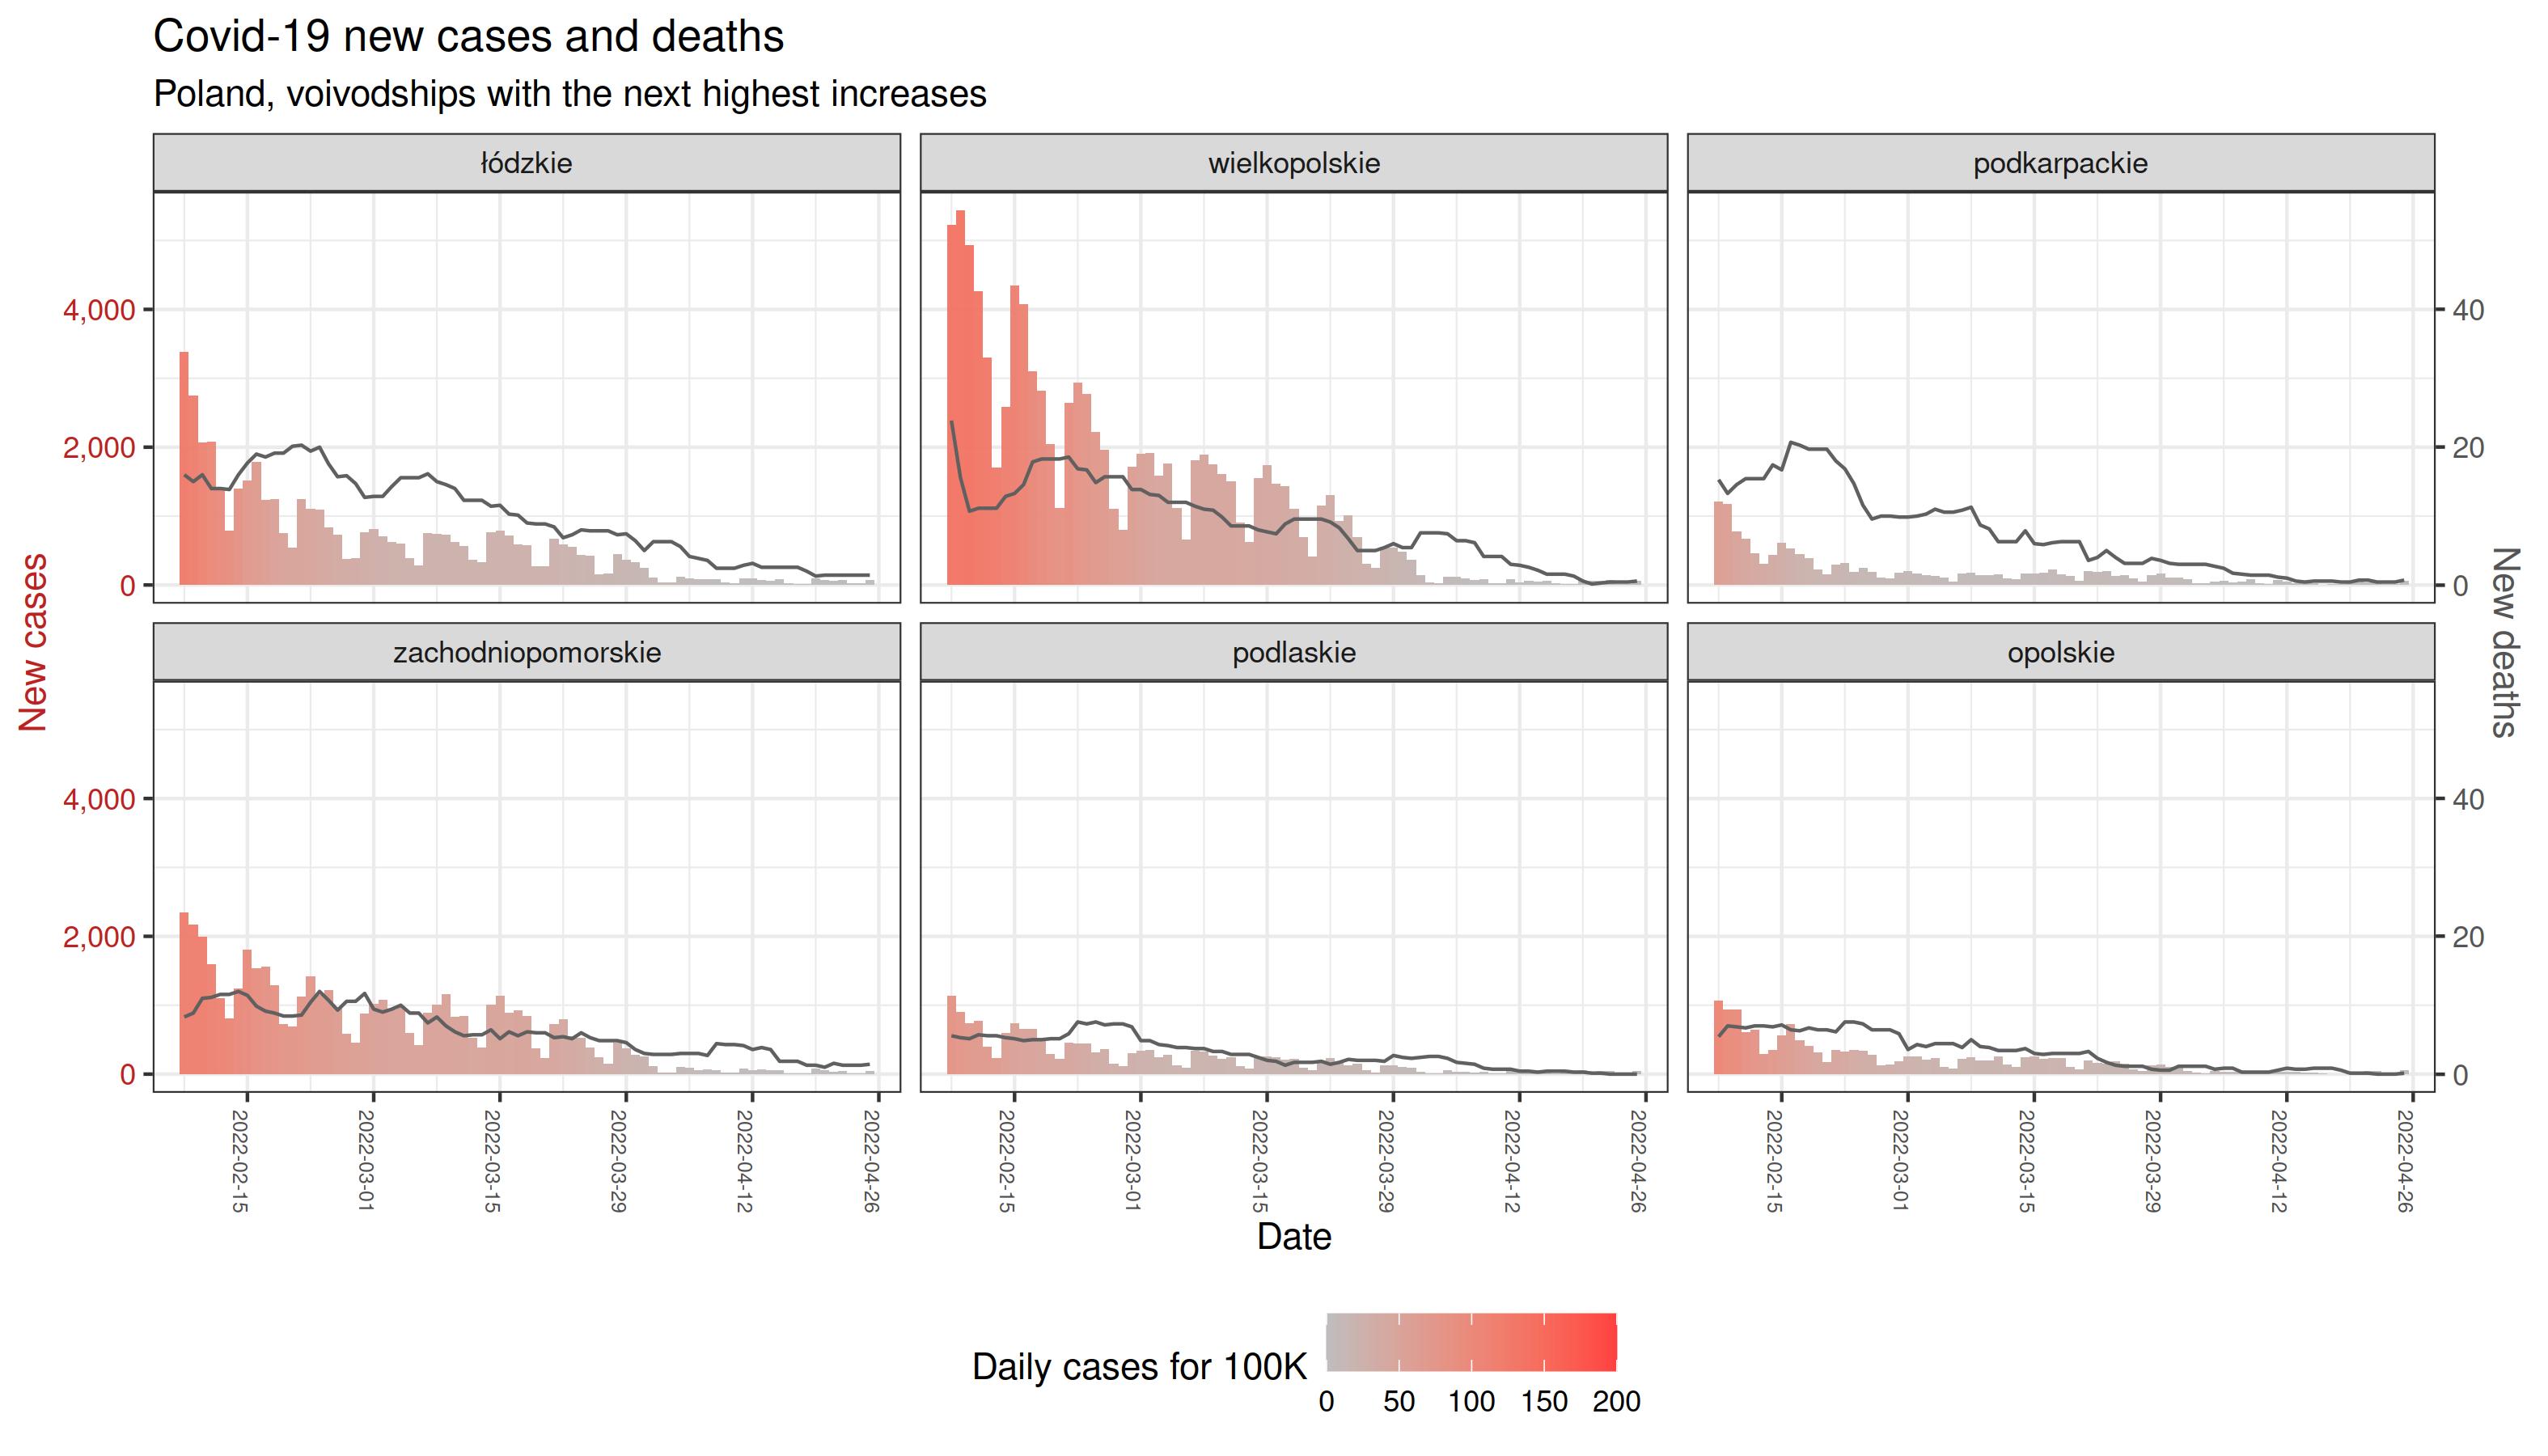 Covid-19 new cases and deaths
Poland, voivodships with the next highest increases
łódzkie
wielkopolskie
podkarpackie
4,000
2,000
0
40
20
0
New cases
New deaths
zachodniopomorskie
podlaskie
opolskie
4,000
2,000
0
40
20
0
2022-02-15
2022-03-01
2022-03-15
2022-03-29
2022-04-12
2022-04-26
2022-02-15
2022-03-01
2022-03-15
2022-03-29
2022-04-12
2022-04-26
2022-02-15
2022-03-01
2022-03-15
2022-03-29
2022-04-12
2022-04-26
Date
Daily cases for 100K
0 50 100 150 200